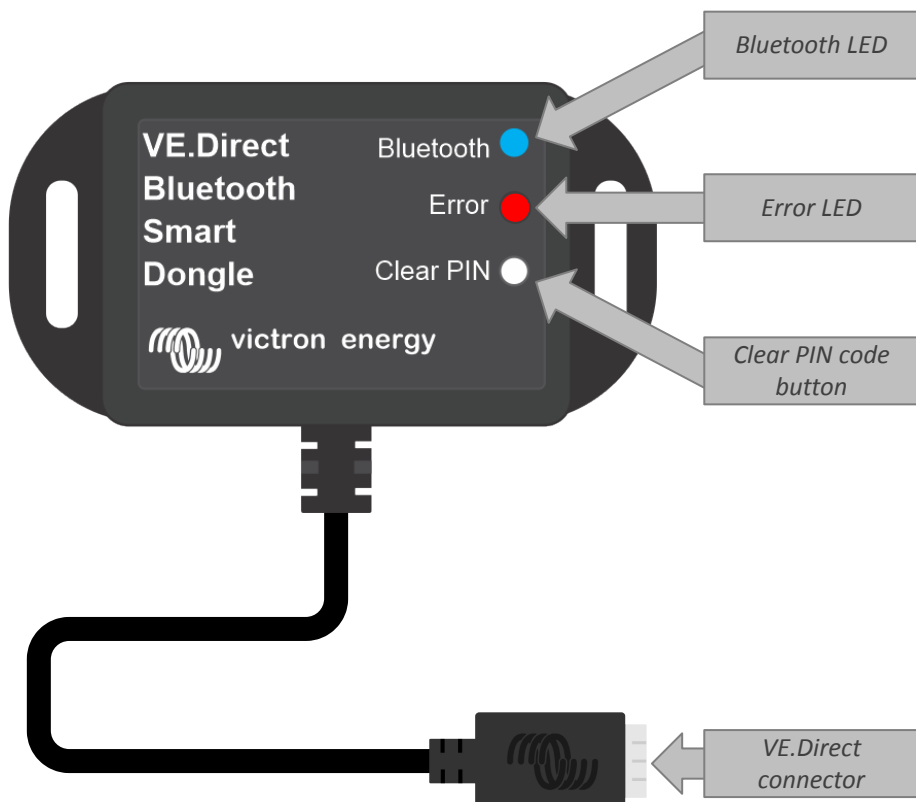 Bluetooth LED
VE.Direct
Bluetooth
Smart
Dongle
Bluetooth
Error
Clear PIN
victron energy
Error LED
Clear PIN code
button
VE.Direct
connector